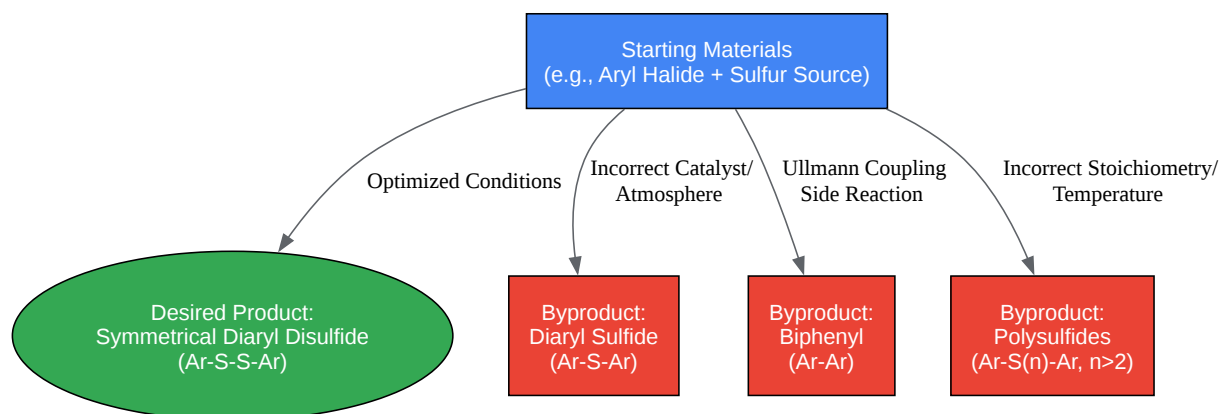 Starting Materials
(e.g., Aryl Halide + Sulfur Source)
Optimized Conditions
Incorrect Catalyst/
Atmosphere
Ullmann Coupling
Side Reaction
Incorrect Stoichiometry/
Temperature
Desired Product:
Symmetrical Diaryl Disulfide
(Ar-S-S-Ar)
Byproduct:
Diaryl Sulfide
(Ar-S-Ar)
Byproduct:
Biphenyl
(Ar-Ar)
Byproduct:
Polysulfides
(Ar-S(n)-Ar, n>2)